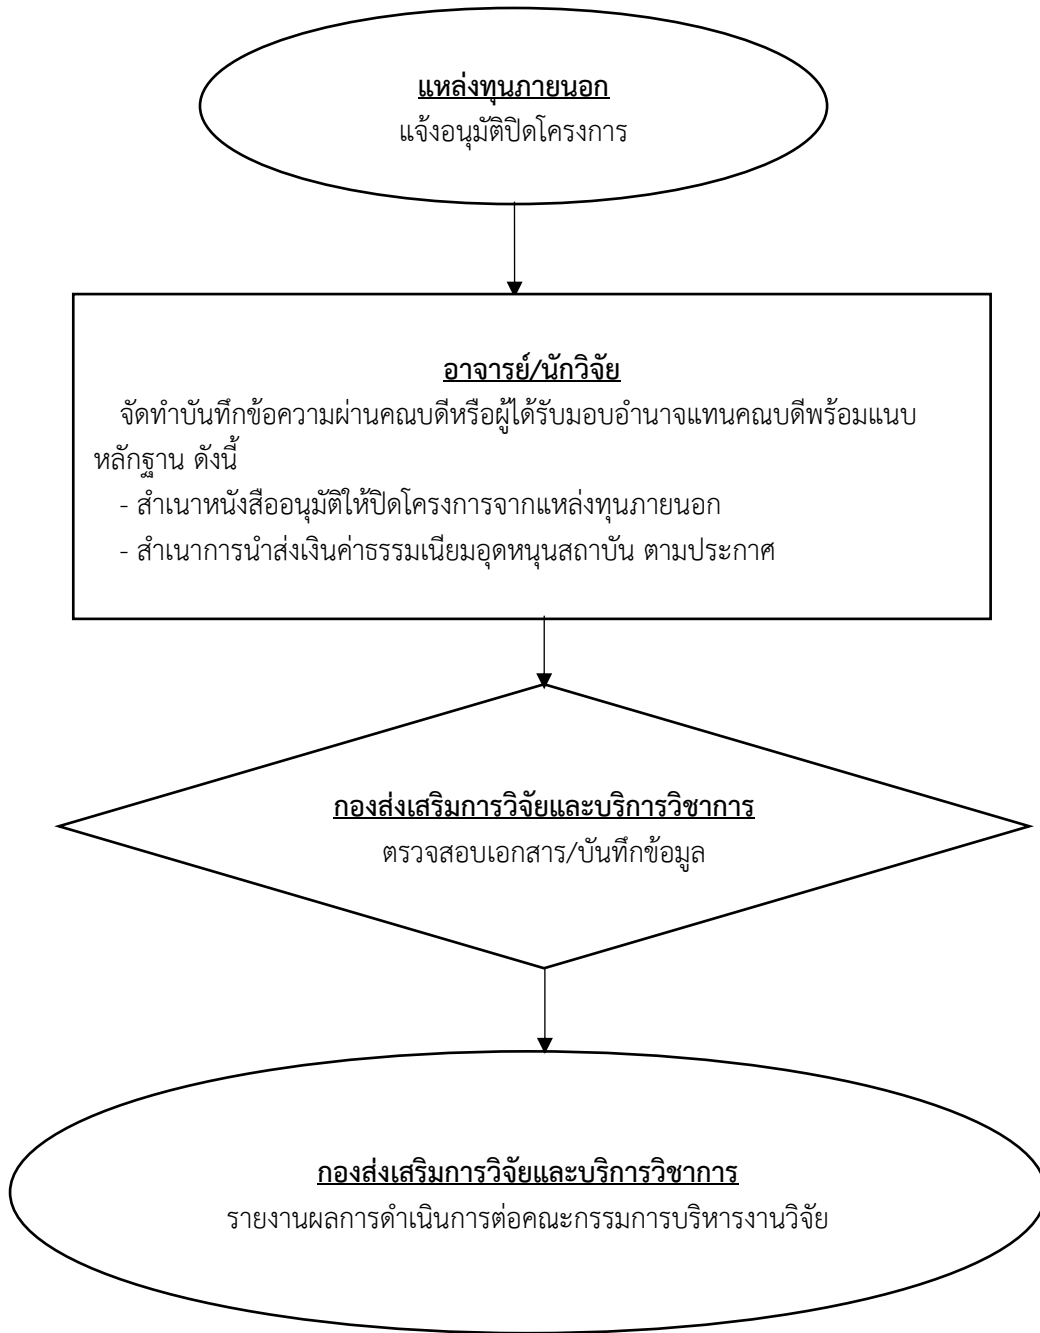 แหล่งทุนภายนอก
แจ้งอนุมัติปิดโครงการ
อาจารย์/นักวิจัย
จัดทำบันทึกข้อความผ่านคณบดีหรือผู้ได้รับมอบอำนาจแทนคณบดีพร้อมแนบ
หลักฐาน ดังนี้
- สำเนาหนังสืออนุมัติให้ปิดโครงการจากแหล่งทุนภายนอก
- สำเนาการนำส่งเงินค่าธรรมเนียมอุดหนุนสถาบัน ตามประกาศ
กองส่งเสริมการวิจัยและบริการวิชาการ
ตรวจสอบเอกสาร/บันทึกข้อมูล
กองส่งเสริมการวิจัยและบริการวิชาการ
รายงานผลการดำเนินการต่อคณะกรรมการบริหารงานวิจัย